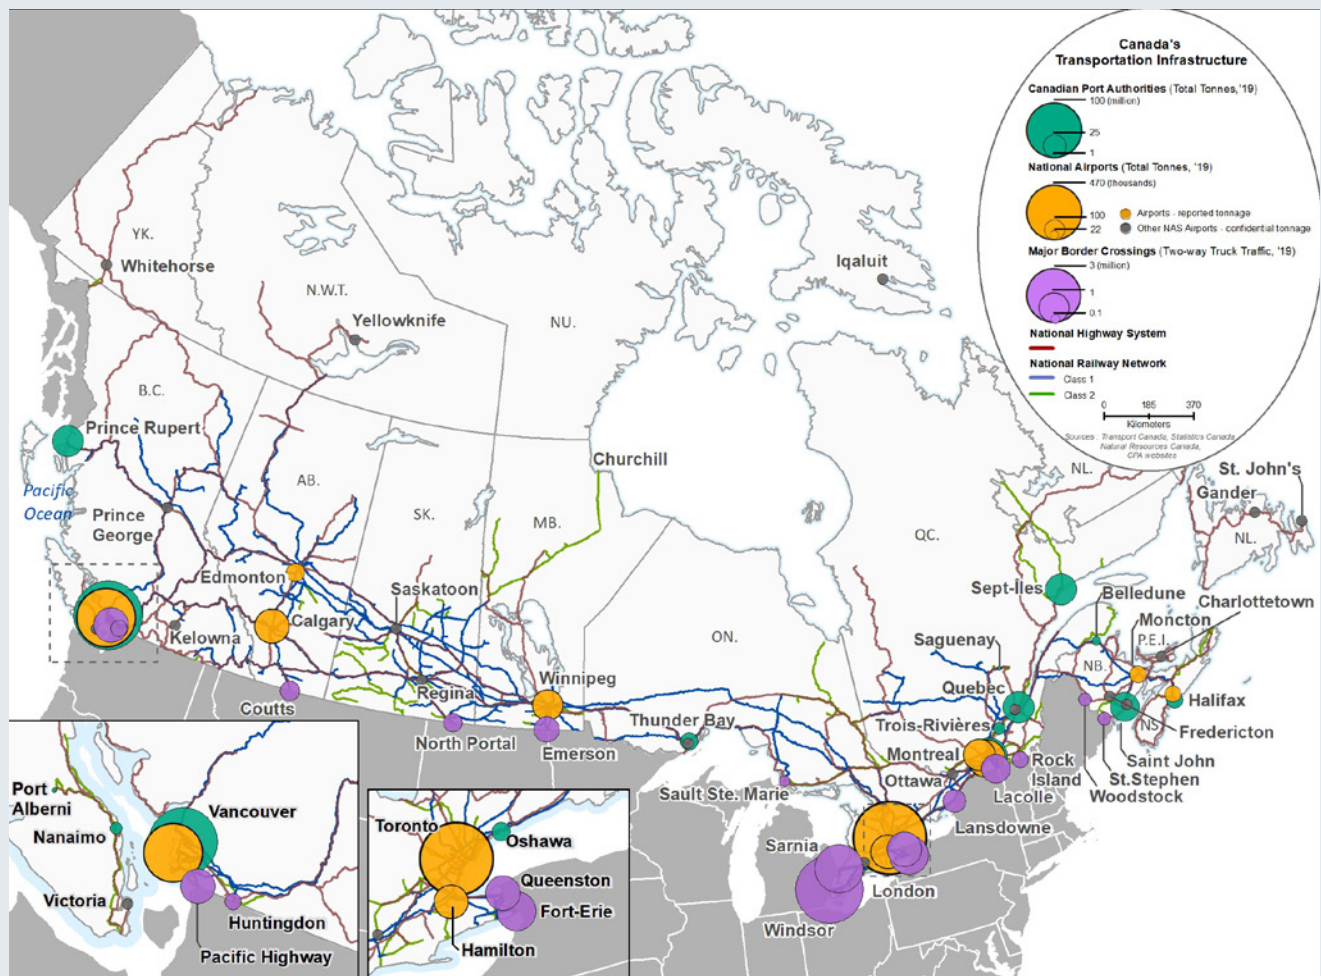 Canada's
Transportation Infrastructure
Canadian Port Authorities (Total Tonnes,'19)
100 (million)
25
1
National Airports (Total Tonnes, '19)
470 (thousands)
100
22
Airports - reported tonnage
Other NAS Airports - confidential tonnage
Major Border Crossings (Two-way Truck Traffic, '19)
3 (million)
1
0.1
National Highway System
National Railway Network
Class 1
Class 2
0 185 370
Kilometers
Sources : Transport Canada, Statistics Canada,
Natural Resources Canada,
CPA websites
YK.
Whitehorse
Iqaluit
N.W.T.
Yellowknife
NU.
B.C.
Prince Rupert
Churchill
NL.
St. John's
Gander
AB.
Pacific
Ocean
Prince
George
SK.
MB.
QC.
NL.
Edmonton
Saskatoon
Sept-Îles
Belledune
Charlottetown
Calgary
Moncton
Kelowna
ON.
Saguenay
P.E.I.
NB.
Winnipeg
Regina
Quebec
Halifax
Coutts
Thunder Bay
Trois-Rivières
NS
Fredericton
North Portal
Emerson
Montreal
Rock
Island
Saint John
St.Stephen
Ottawa
Woodstock
Sault Ste. Marie
Lacolle
Lansdowne
Sarnia
London
Windsor
Port
Alberni
Vancouver
Nanaimo
Victoria
Huntingdon
Pacific Highway
Toronto
Oshawa
Queenston
Fort-Erie
Hamilton